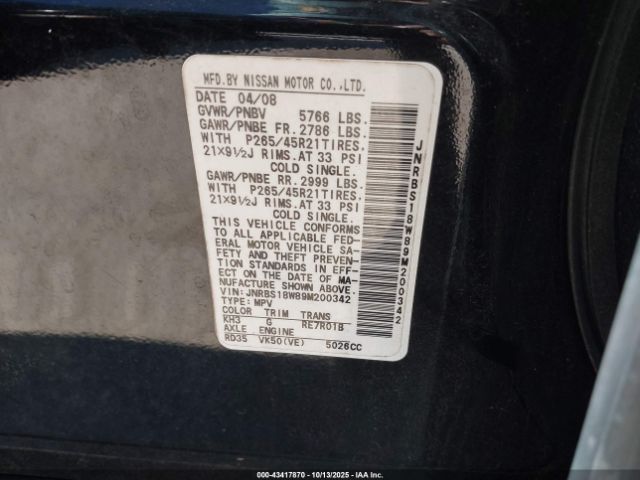 MFD.BY NISSAN MOTOR CO.,LTD.
DATE 04/08
GVWR/PNBV 5766 LBS.
GAWR/PNBE FR. 2786 LBS.
WITH P265/45R21TIRES.
21X9½J RIMS.AT 33 PSI
COLD SINGLE.
GAWR/PNBE RR. 2999 LBS.
WITH P265/45R21TIRES.
21X9½J RIMS.AT 33 PSI
COLD SINGLE.
THIS VEHICLE CONFORMS
TO ALL APPLICABLE FED-
ERAL MOTOR VEHICLE SA-
FETY AND THEFT PREVEN-
TION STANDARDS IN EFF-
ECT ON THE DATE OF MA-
NUFACTURE SHOWN ABOVE.
VIN:JNRBS18W89M200342
TYPE:MPV
COLOR TRIM TRANS
KH3 G RE7R01B
AXLE ENGINE
RD35 VK50(VE) 5026CC
JNRBS18W89M200342
000-43417870 - 10/13/2025 - IAA Inc.